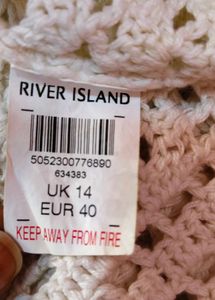 RIVER ISLAND
5052300776890
634383
UK 14
EUR 40
KEEP AWAY FROM FIRE